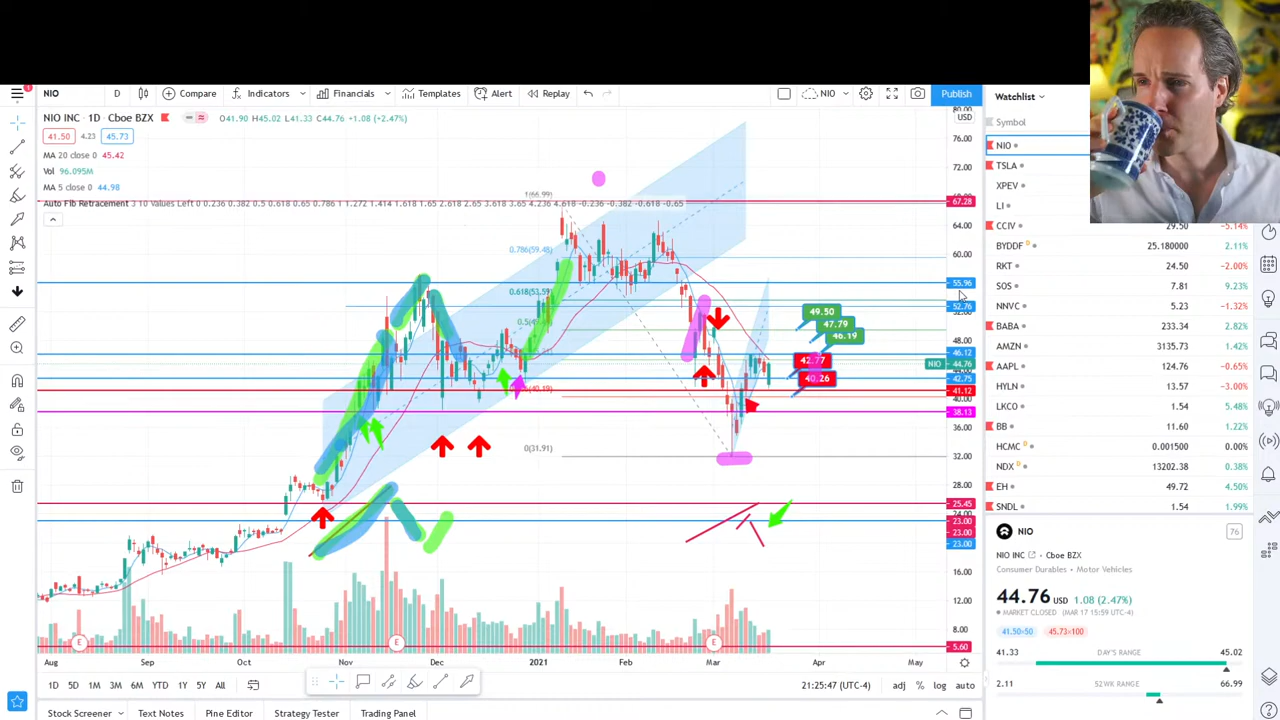 NIO D Compare Indicators Financials Templates Alert Replay NIO Publish
NIO INC · 1D · Cboe BZX O41.90 H45.02 L41.33 C44.76 +1.08 (+2.47%)
41.50 4.23 45.73
MA 20 close 0 45.42
Vol 96.095M
MA 5 close 0 44.98
Auto Fib Retracement 3 10 Values Left 0 0.236 0.382 0.5 0.618 0.65 0.786 1 1.272 1.414 1.618 1.65 2.618 2.65 3.618 3.65 4.236 4.618 -0.236 -0.382 -0.618 -0.65
1(66.99)
0.786(59.48)
0.618(53.59)
0(31.91)
49.50
47.79
46.19
42.77
40.26
USD
76.00
72.00
67.28
64.00
60.00
55.96
52.76
48.00
46.12
NIO 44.76
42.75
41.12
40.00
38.13
36.00
32.00
28.00
25.45
23.00
23.00
23.00
16.00
12.00
8.00
5.60
E E E
Aug Sep Oct Nov Dec 2021 Feb Mar Apr May
1D 5D 1M 3M 6M YTD 1Y 5Y All
21:25:47 (UTC-4) adj % log auto
Stock Screener Text Notes Pine Editor Strategy Tester Trading Panel
Watchlist
Symbol
NIO
TSLA
XPEV
LI
CCIV 29.50 -5.14%
BYDDF D 25.180000 2.11%
RKT 24.50 -2.00%
SOS 7.81 9.23%
NNVC 5.23 -1.32%
BABA 233.34 2.82%
AMZN 3135.73 1.42%
AAPL 124.76 -0.65%
HYLN 13.57 -3.00%
LKCO 1.54 5.48%
BB 11.60 1.22%
HCMC D 0.001500 0.00%
NDX D 13202.38 0.38%
EH 49.72 4.50%
SNDL 1.54 1.99%
NIO 76
NIO INC Cboe BZX
Consumer Durables • Motor Vehicles
44.76 USD 1.08 (2.47%)
MARKET CLOSED (MAR 17 15:59 UTC-4)
41.50×50 45.73×100
41.33 DAY'S RANGE 45.02
2.11 52WK RANGE 66.99